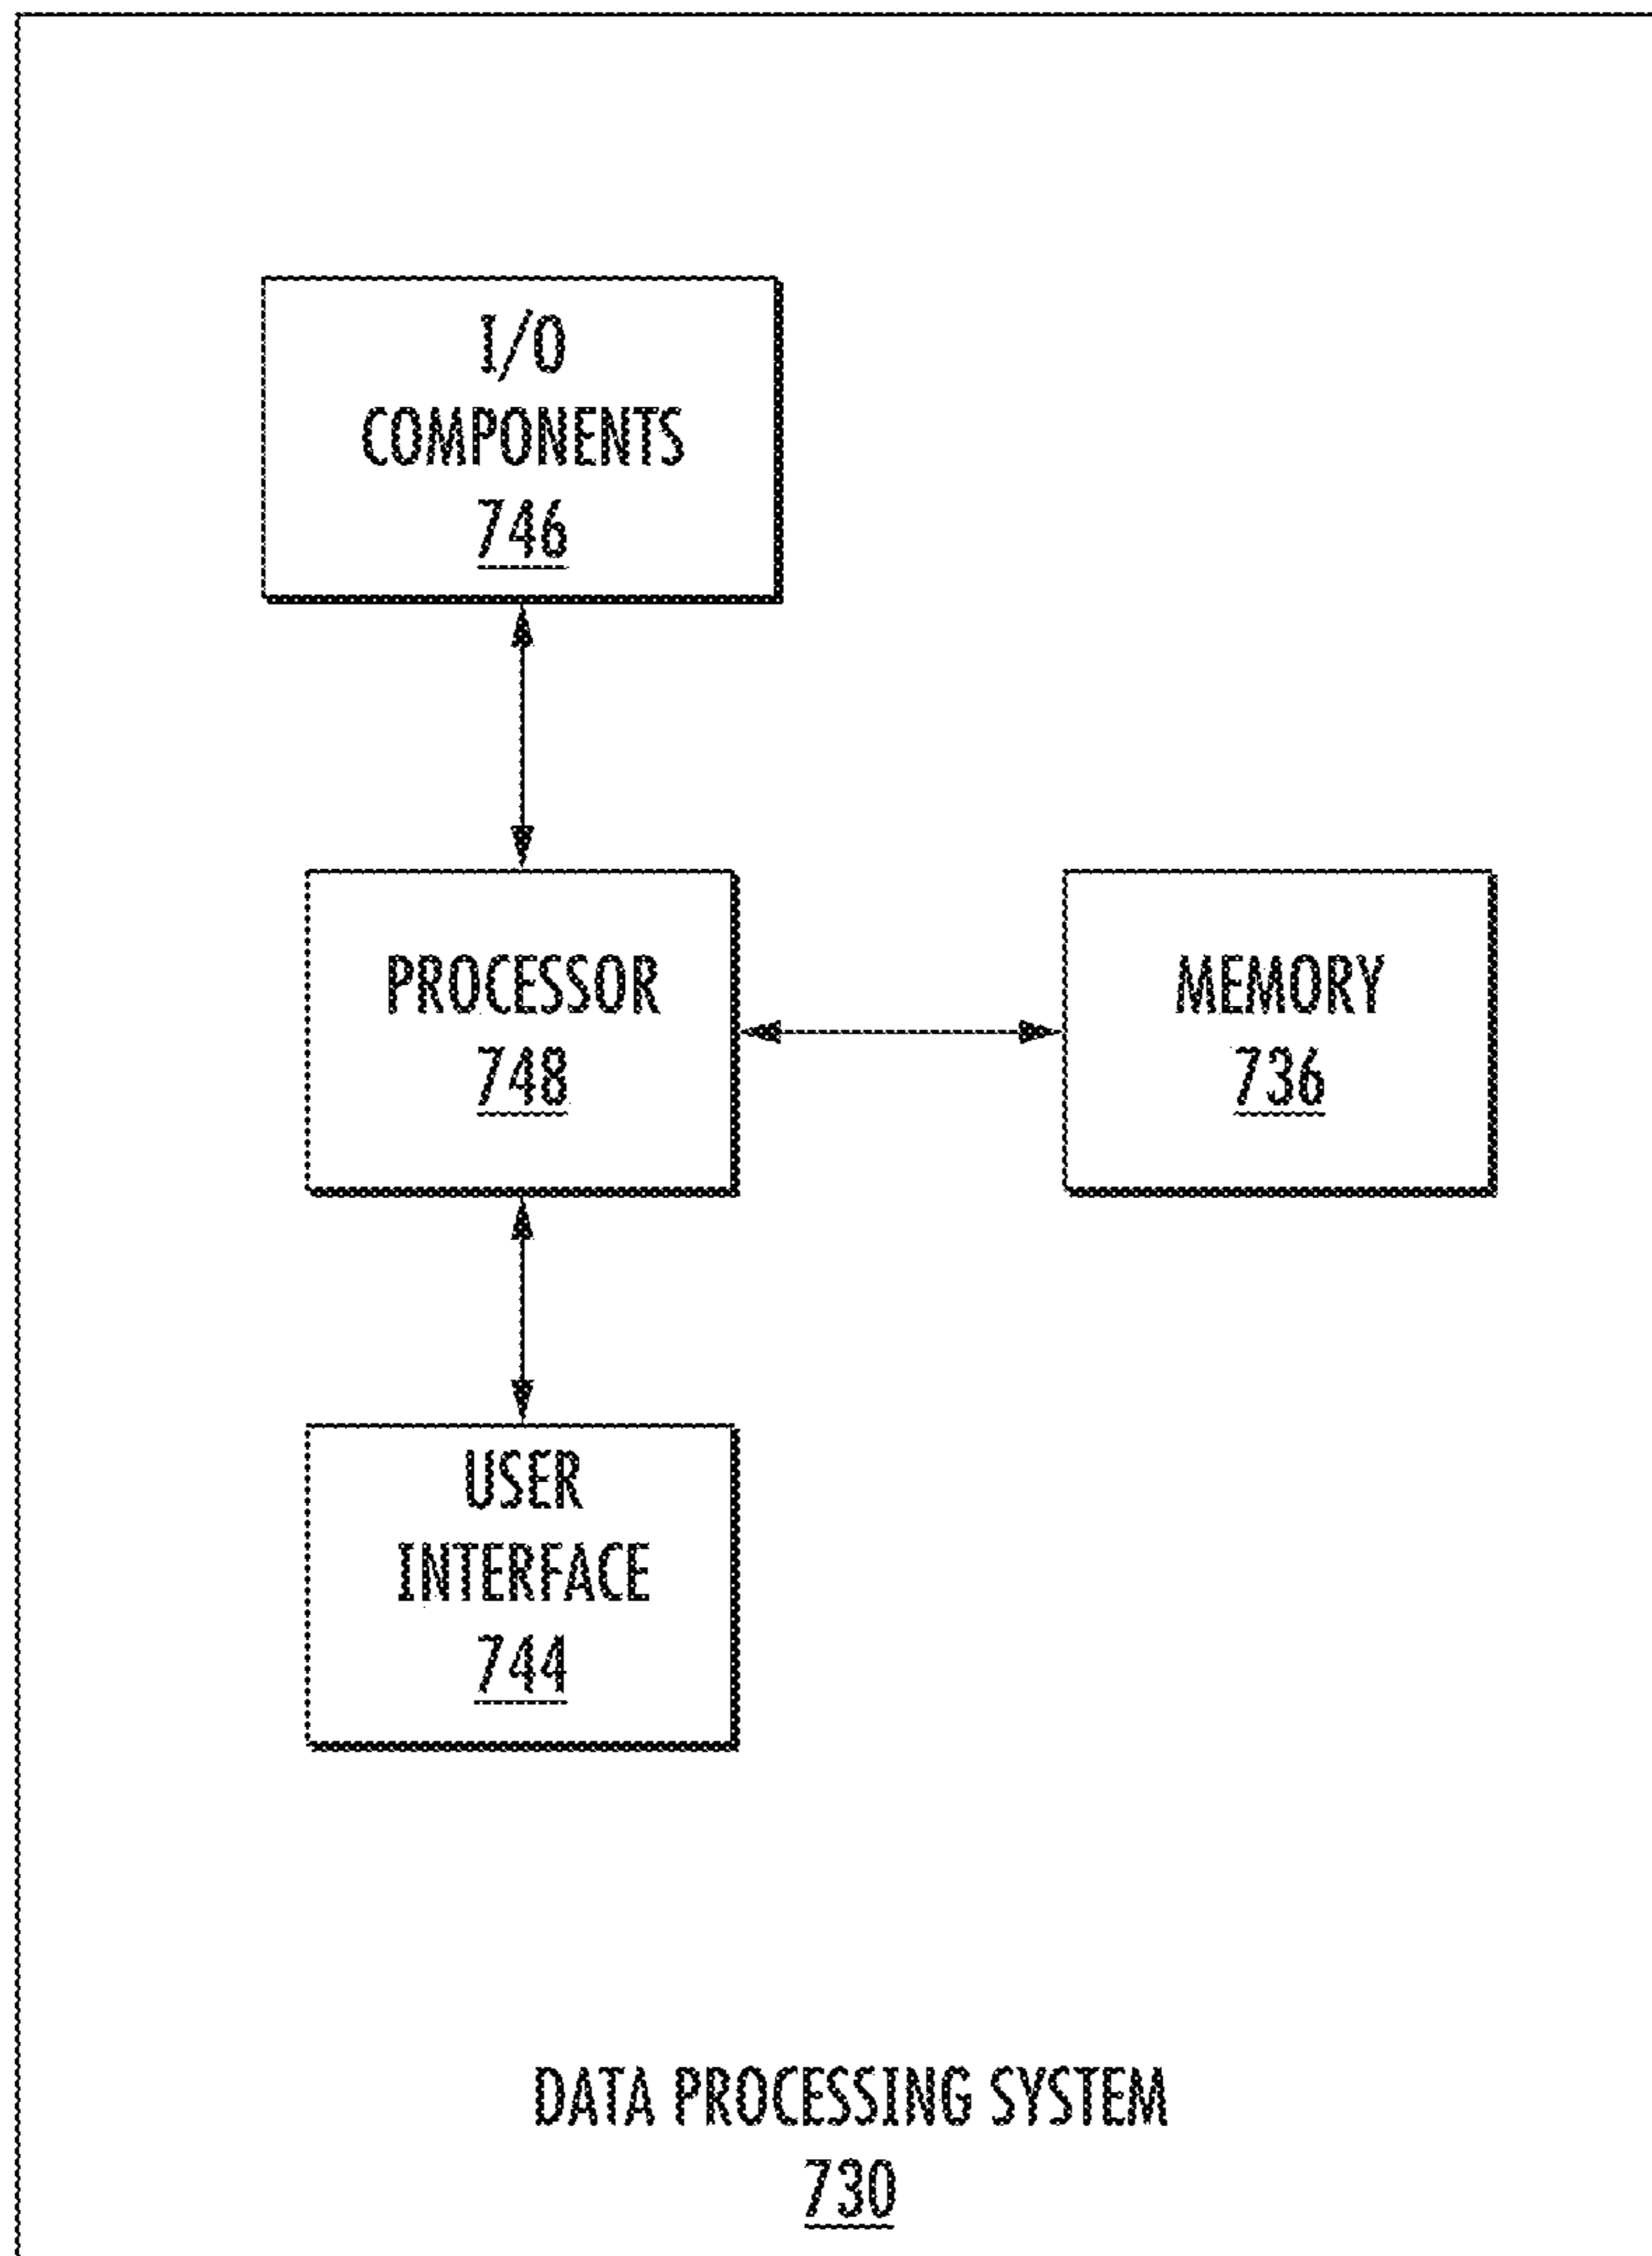 I/O
COMPONENTS
746
PROCESSOR
748
MEMORY
736
USER
INTERFACE
744
DATA PROCESSING SYSTEM
730